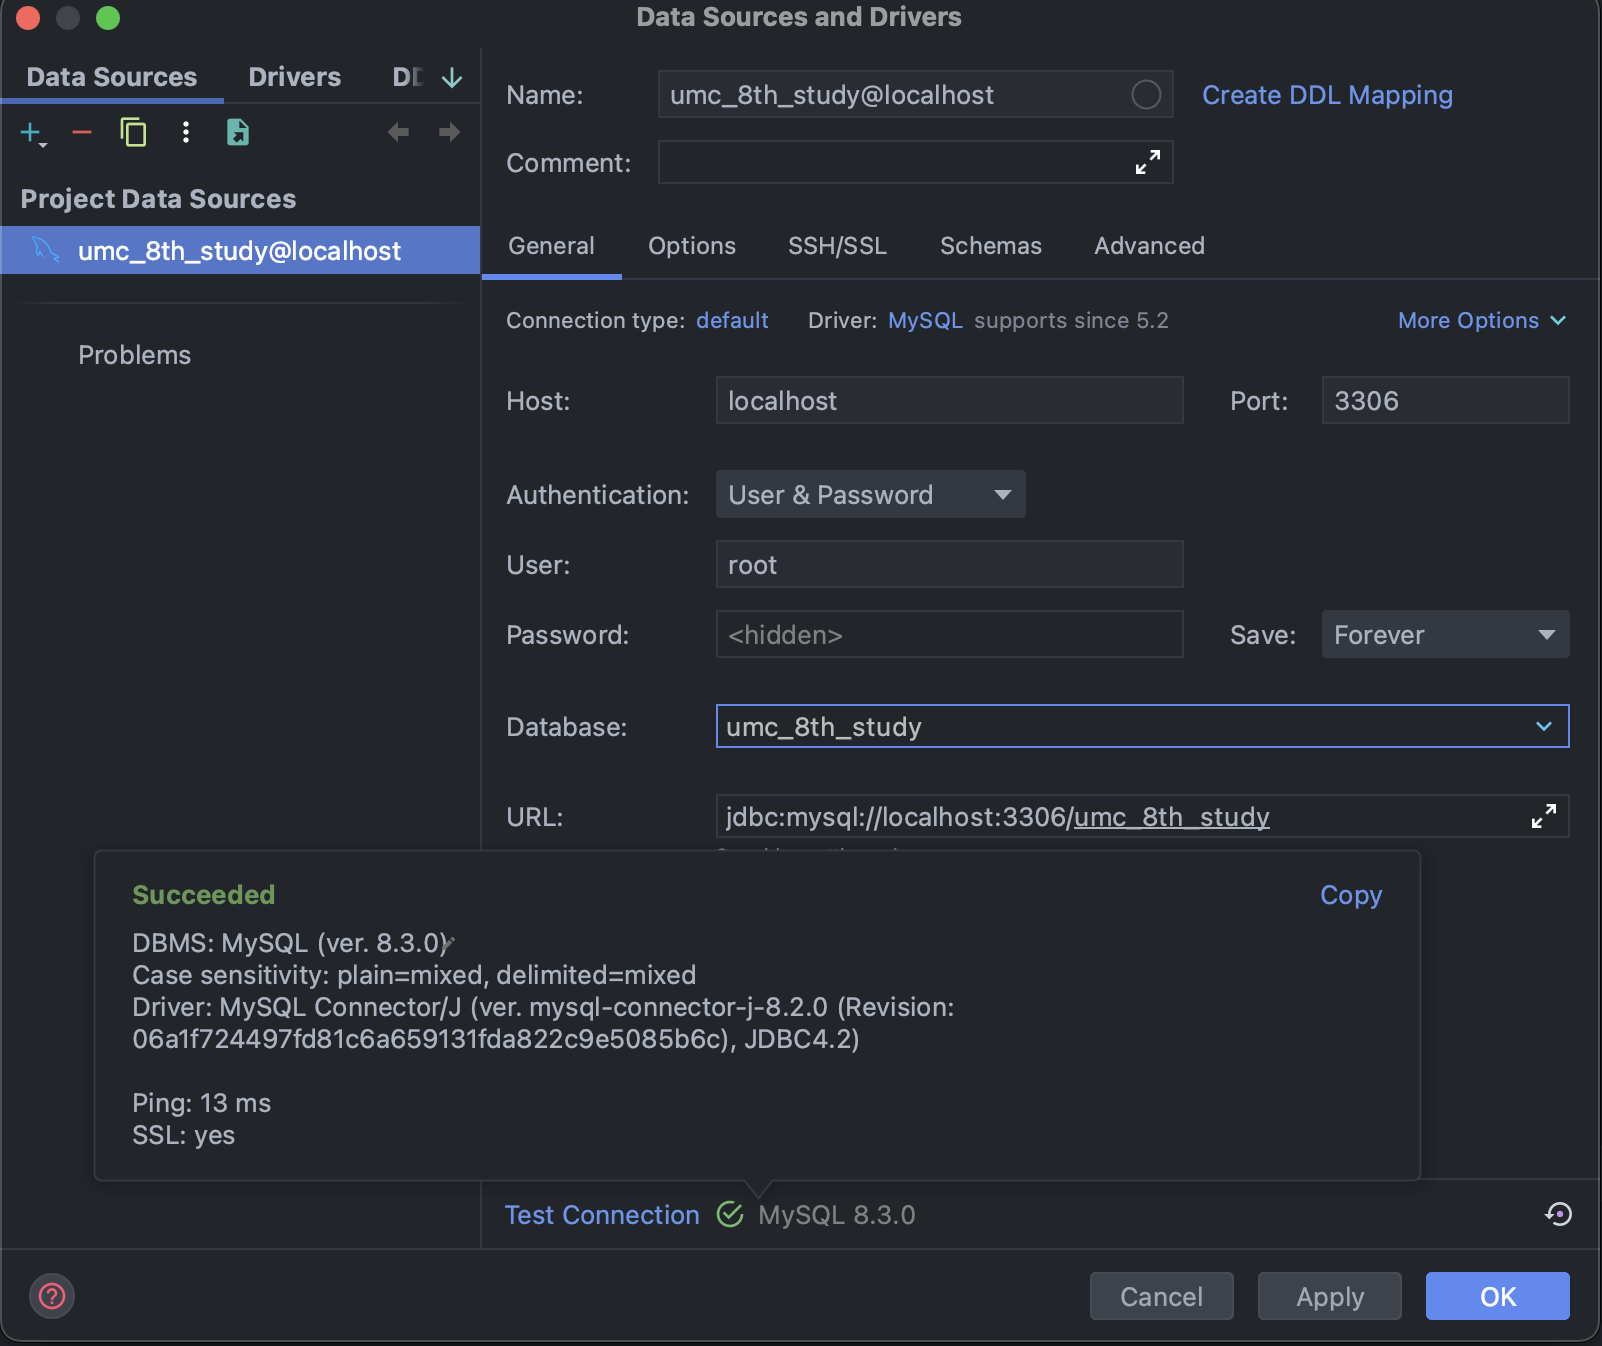 Data Sources and Drivers
Data Sources Drivers
Name: umc_8th_study@localhost Create DDL Mapping
Comment:
Project Data Sources
umc_8th_study@localhost
Problems
General Options SSH/SSL Schemas Advanced
Connection type: default Driver: MySQL supports since 5.2 More Options
Host: localhost Port: 3306
Authentication: User & Password
User: root
Password: <hidden> Save: Forever
Database: umc_8th_study
URL: jdbc:mysql://localhost:3306/umc_8th_study
Succeeded Copy
DBMS: MySQL (ver. 8.3.0)
Case sensitivity: plain=mixed, delimited=mixed
Driver: MySQL Connector/J (ver. mysql-connector-j-8.2.0 (Revision:
06a1f724497fd81c6a659131fda822c9e5085b6c), JDBC4.2)
Ping: 13 ms
SSL: yes
Test Connection MySQL 8.3.0
? Cancel Apply OK